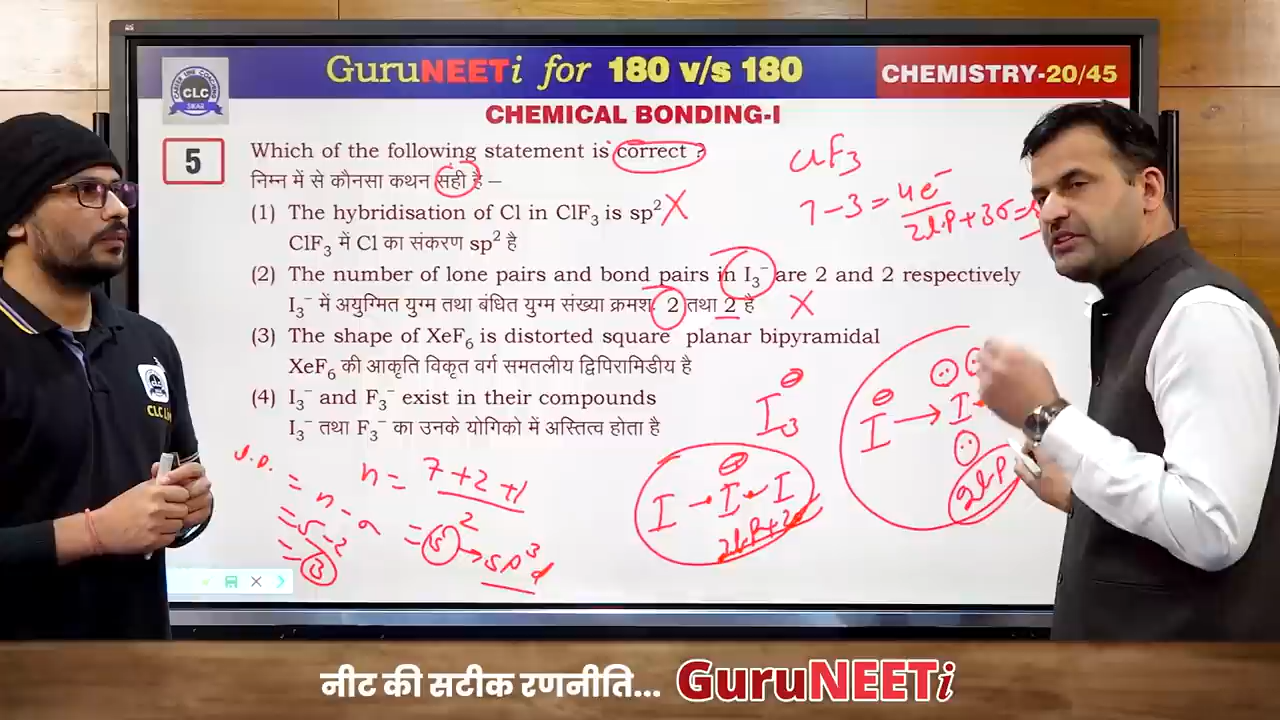 GuruNEETi for 180 v/s 180
CHEMISTRY-20/45
CLC
SIKAR
CHEMICAL BONDING-I
5
Which of the following statement is correct ?
निम्न में से कौनसा कथन सही है –
(1) The hybridisation of Cl in ClF₃ is sp² X
ClF₃ में Cl का संकरण sp² है
(2) The number of lone pairs and bond pairs in I₃⁻ are 2 and 2 respectively
I₃⁻ में अयुग्मित युग्म तथा बंधित युग्म संख्या क्रमश: 2 तथा 2 है X
(3) The shape of XeF₆ is distorted square planar bipyramidal
XeF₆ की आकृति विकृत वर्ग समतलीय द्विपिरामिडीय है
(4) I₃⁻ and F₃⁻ exist in their compounds
I₃⁻ तथा F₃⁻ का उनके योगिको में अस्तित्व होता है
ClF₃
7-3 = 4e⁻
2l.P + 3σ =
I₃⊖
I⊖ → I
2l.P
I - I⊖ - I
n = 7+2+1
2
= 5 → sp³d
= n - σ
= 5-2
= 3
CLC
नीट की सटीक रणनीति... GuruNEETi